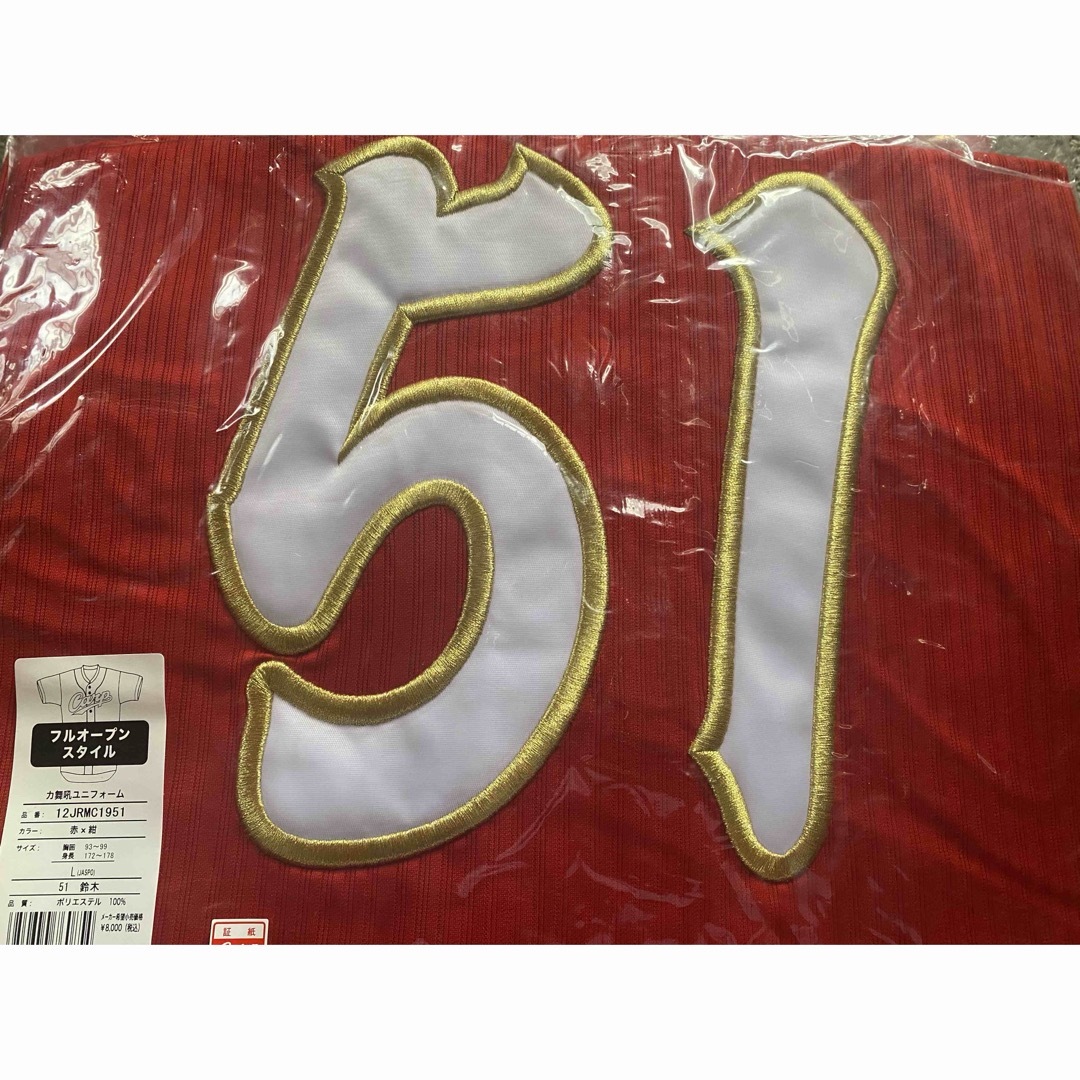 51
Carp
フルオープン
スタイル
カ舞吼ユニフォーム
品 番: 12JRMC1951
カラー: 赤×紺
サイズ: 胸囲 93〜99
身長 172〜178
L(JASPO)
51 鈴木
品 質: ポリエステル 100%
メーカー希望小売価格
¥8,000(税込)
証 紙